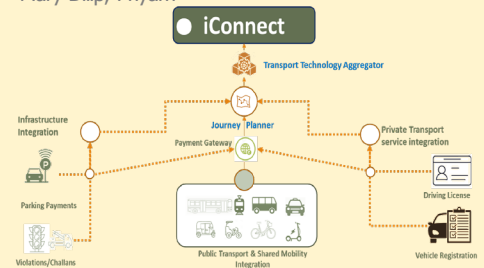 iConnect
Transport Technology Aggregator
Infrastructure
Integration
Journey Planner
Payment Gateway
Private Transport
service integration
Parking Payments
Driving License
Violations/Challans
Public Transport & Shared Mobility
Integration
Vehicle Registration